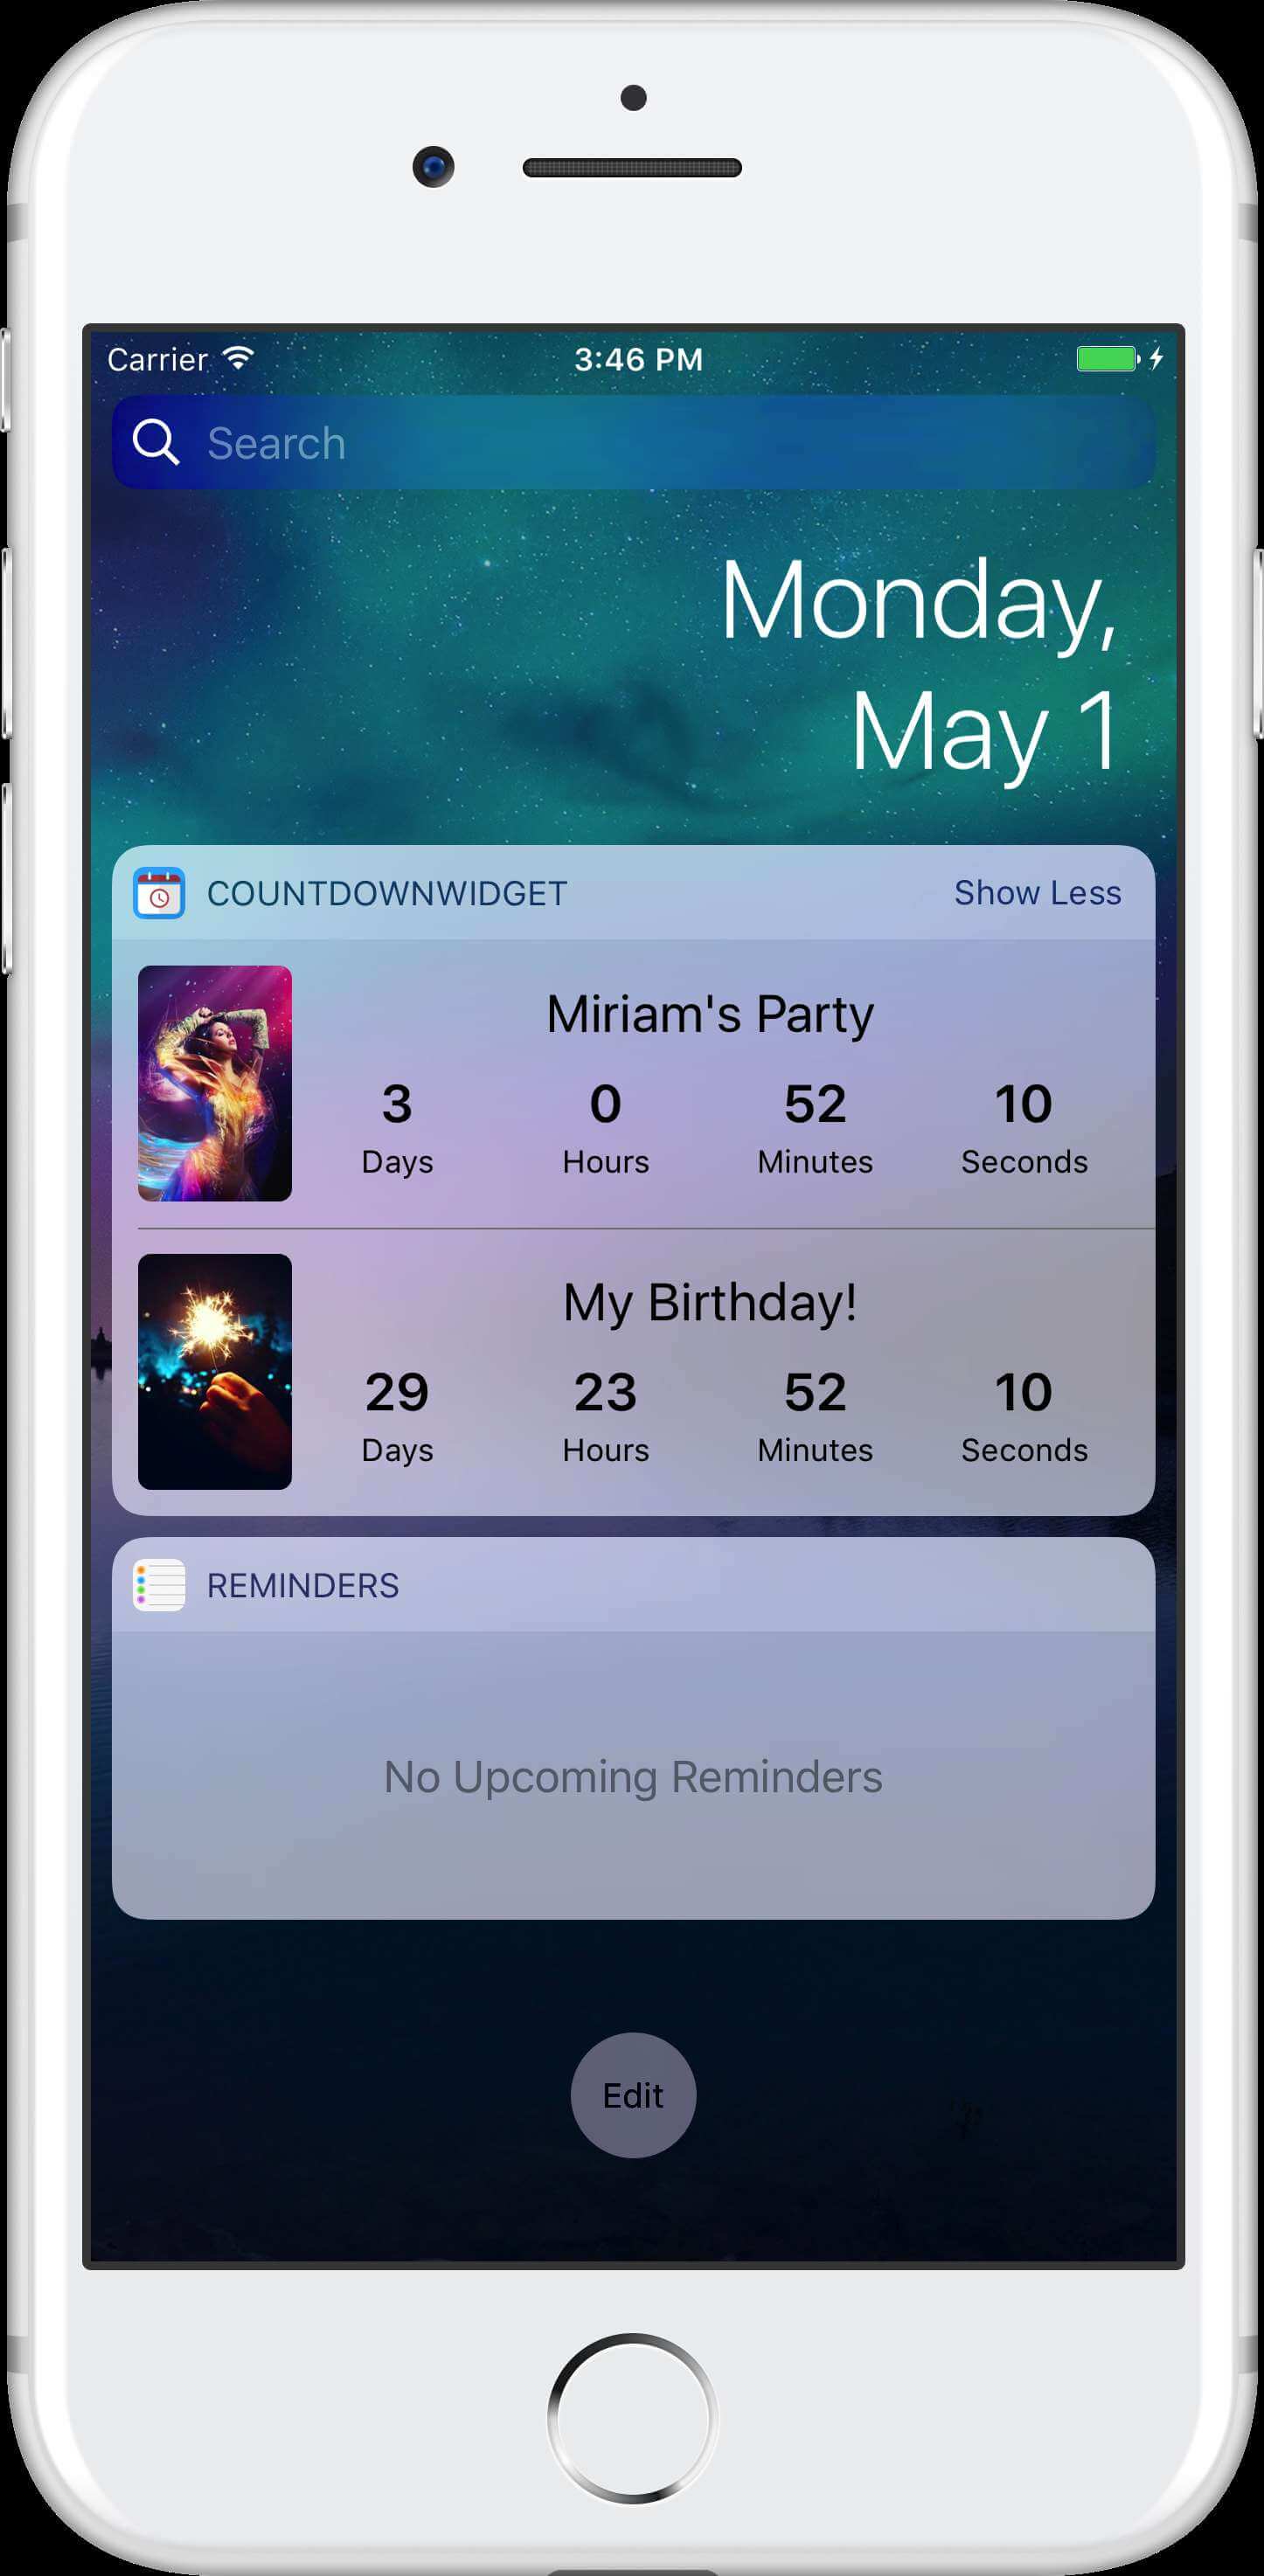 Carrier 3:46 PM
Search
Monday,
May 1
COUNTDOWNWIDGET Show Less
Miriam's Party
3 0 52 10
Days Hours Minutes Seconds
My Birthday!
29 23 52 10
Days Hours Minutes Seconds
REMINDERS
No Upcoming Reminders
Edit